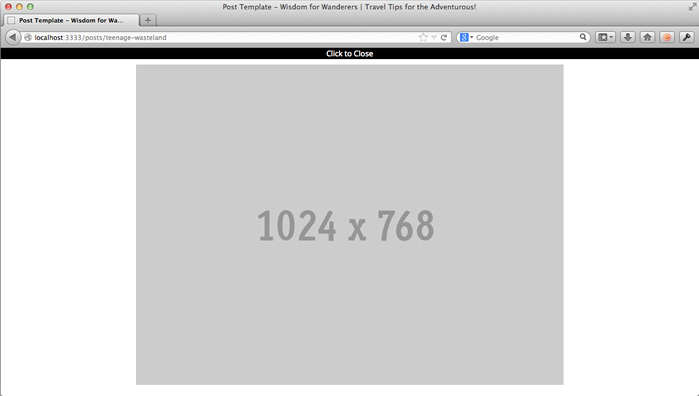 Post Template – Wisdom for Wanderers | Travel Tips for the Adventurous!
Post Template – Wisdom for Wa...
localhost:3333/posts/teenage-wasteland
Google
Click to Close
1024 x 768